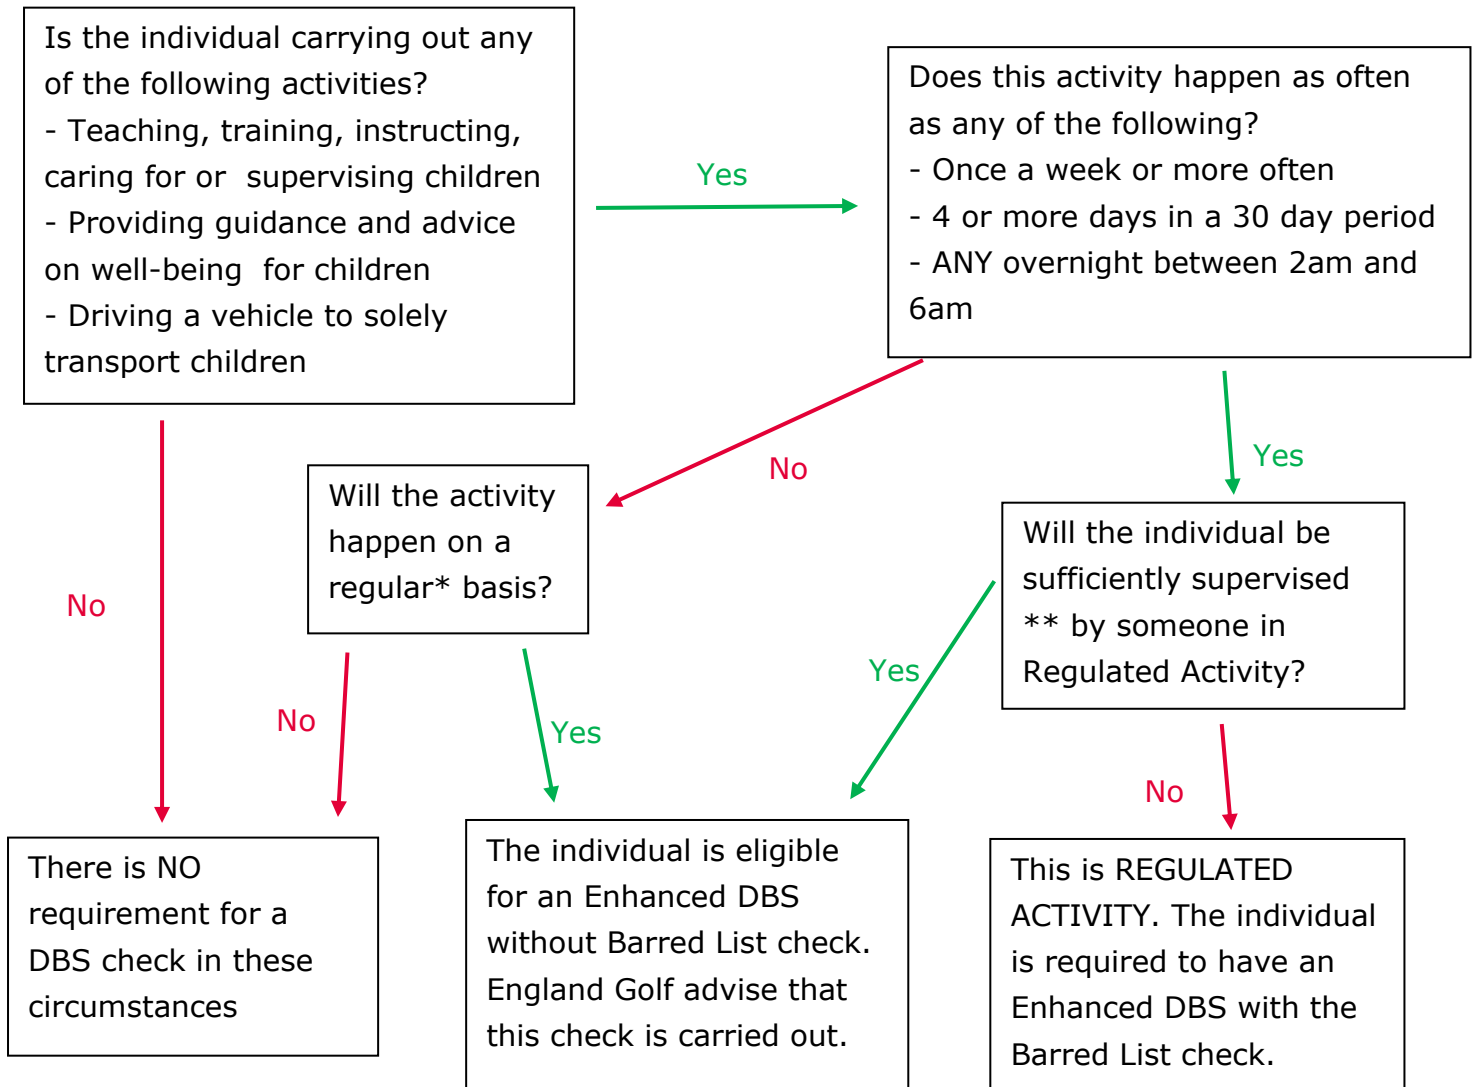 Is the individual carrying out any
of the following activities?
- Teaching, training, instructing,
caring for or  supervising children
- Providing guidance and advice
on well-being  for children
- Driving a vehicle to solely
transport children
Yes
Does this activity happen as often
as any of the following?
- Once a week or more often
- 4 or more days in a 30 day period
- ANY overnight between 2am and
6am
No
No
Yes
Will the activity
happen on a
regular* basis?
Will the individual be
sufficiently supervised
** by someone in
Regulated Activity?
No
Yes
Yes
No
There is NO
requirement for a
DBS check in these
circumstances
The individual is eligible
for an Enhanced DBS
without Barred List check.
England Golf advise that
this check is carried out.
This is REGULATED
ACTIVITY. The individual
is required to have an
Enhanced DBS with the
Barred List check.